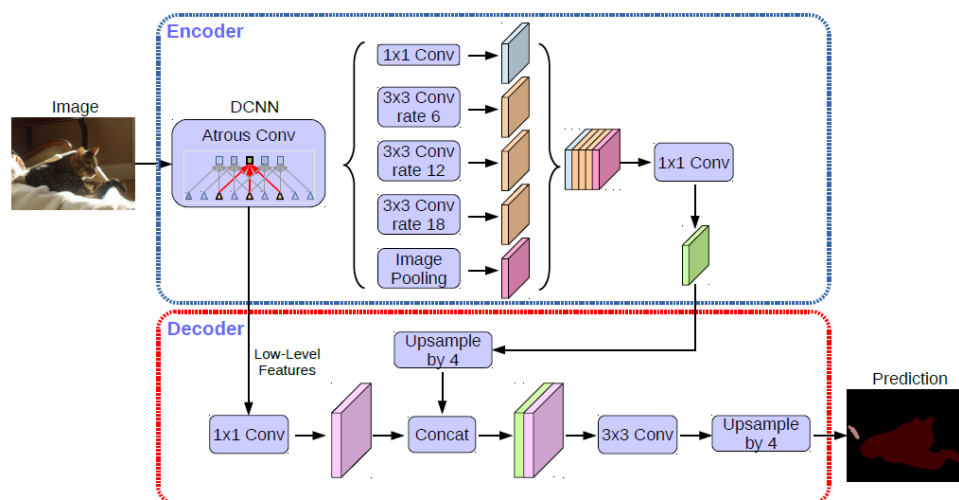 Encoder
Image
DCNN
Atrous Conv
1x1 Conv
3x3 Conv
rate 6
3x3 Conv
rate 12
3x3 Conv
rate 18
Image
Pooling
1x1 Conv
Decoder
Low-Level
Features
Upsample
by 4
1x1 Conv
Concat
3x3 Conv
Upsample
by 4
Prediction